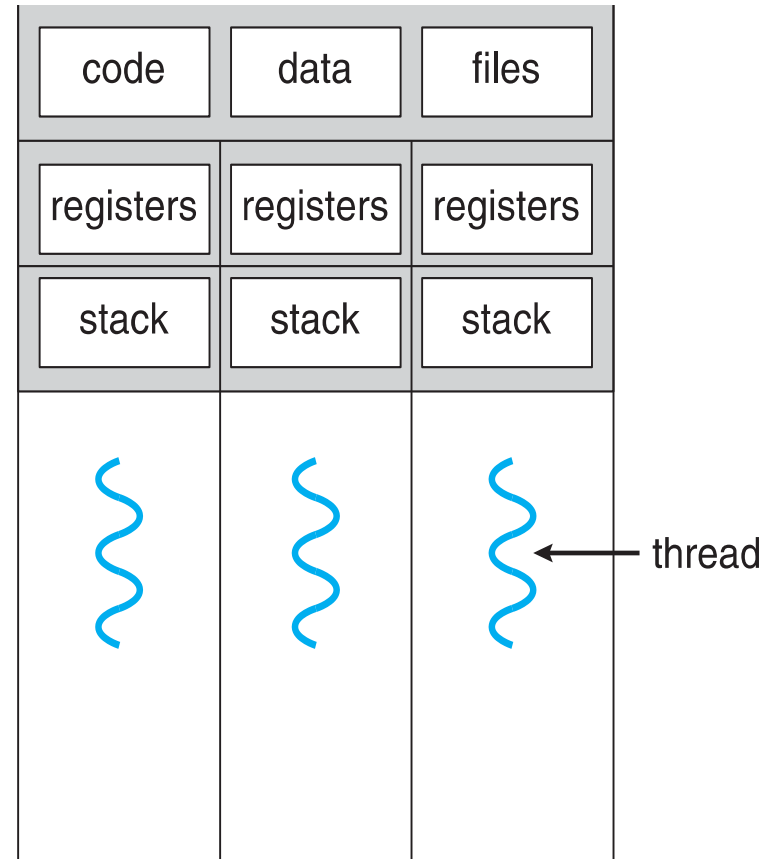 code data files
registers registers registers
stack stack stack
thread